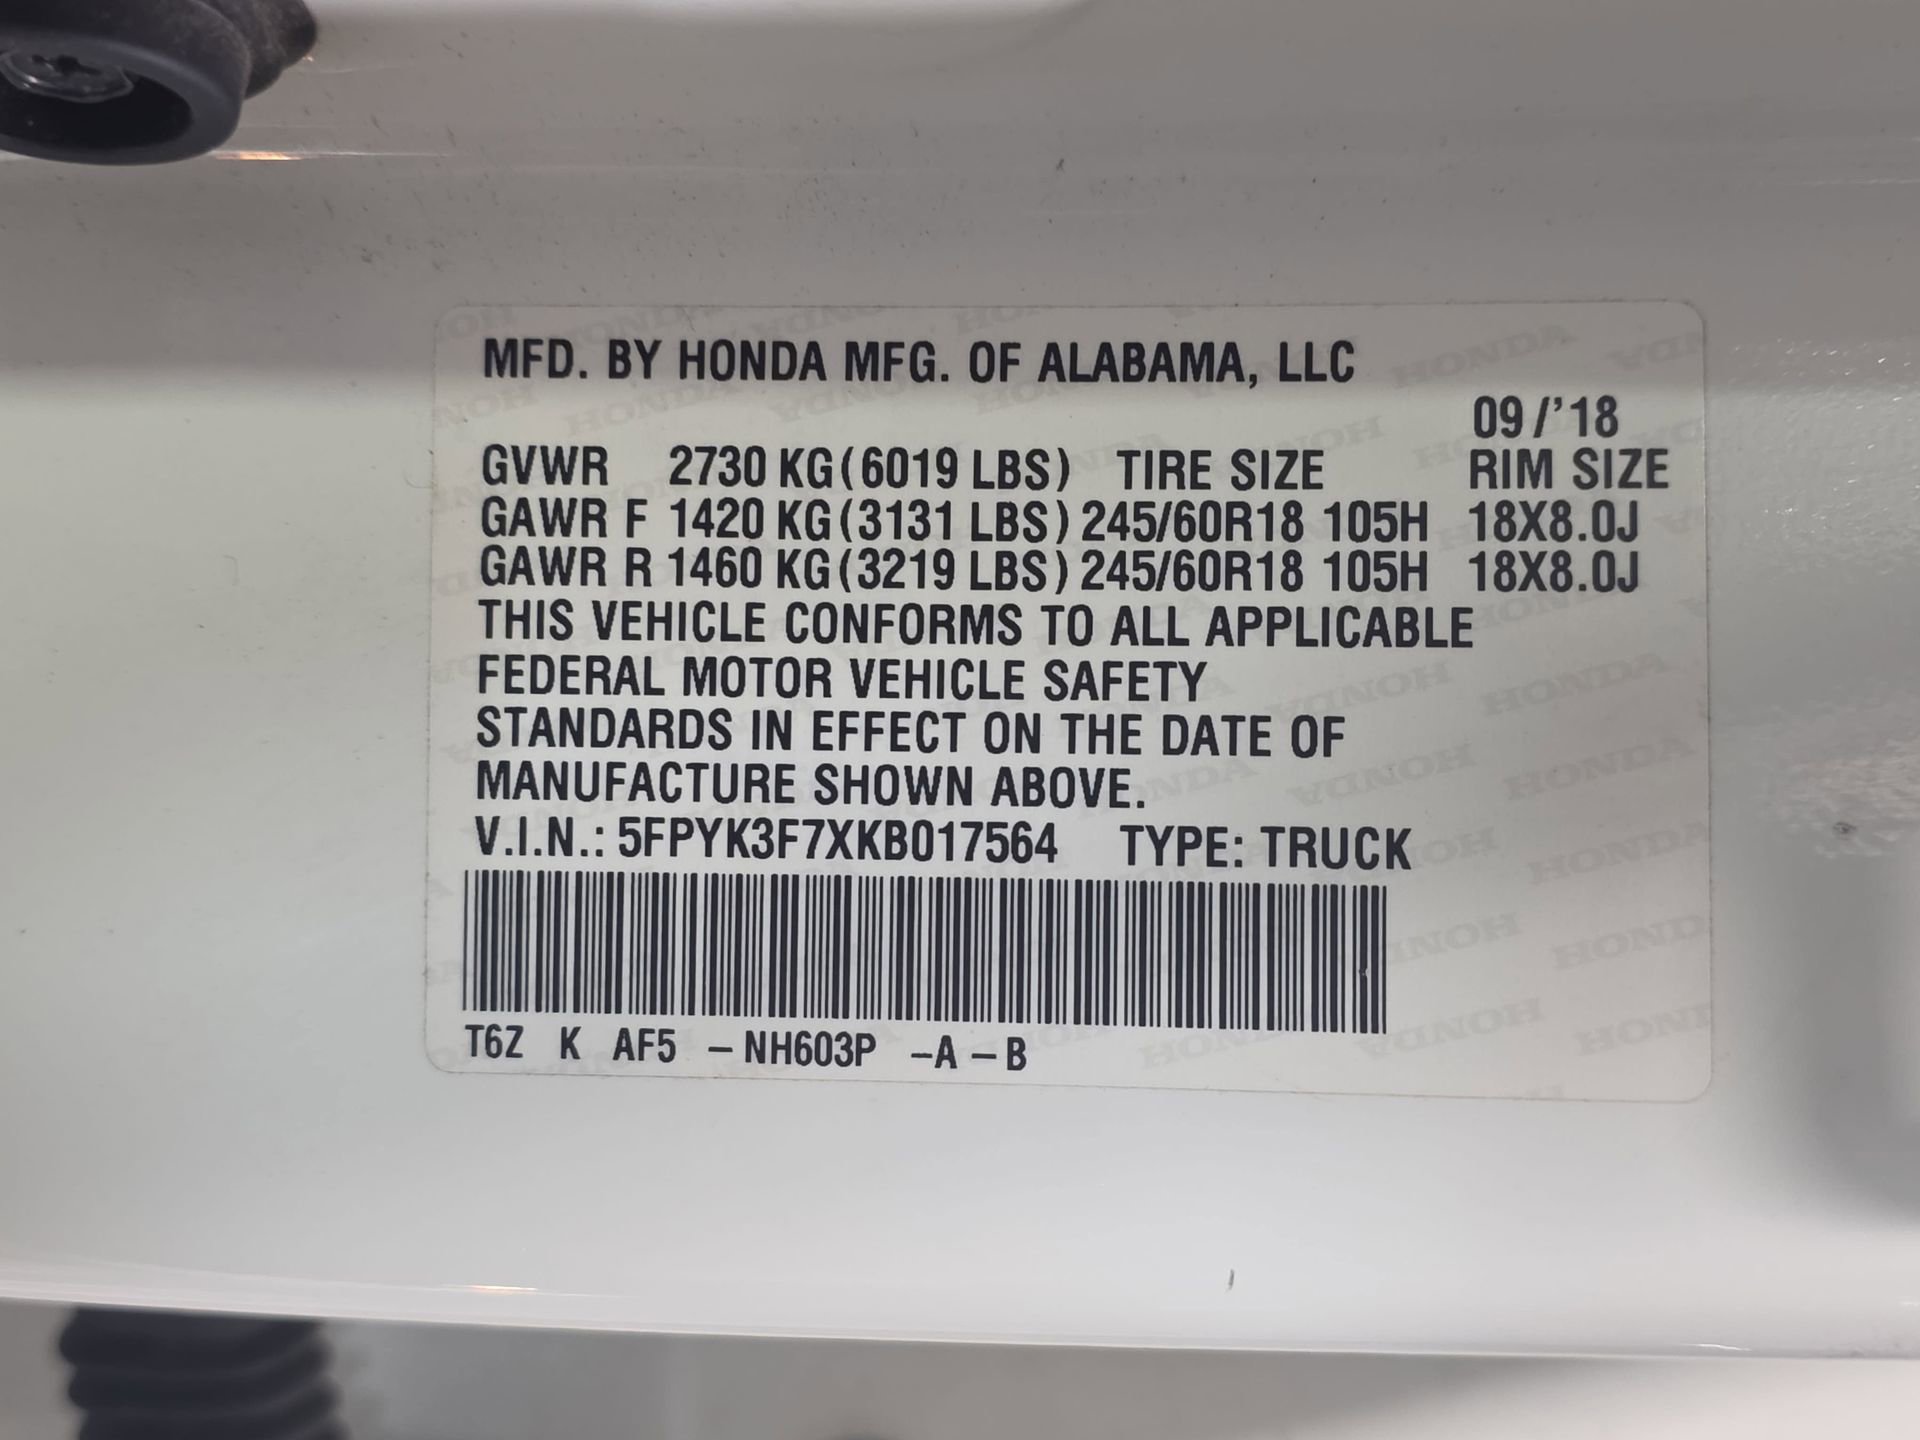 MFD. BY HONDA MFG. OF ALABAMA, LLC
09/'18
GVWR 2730 KG(6019 LBS) TIRE SIZE RIM SIZE
GAWR F 1420 KG(3131 LBS) 245/60R18 105H 18X8.0J
GAWR R 1460 KG(3219 LBS) 245/60R18 105H 18X8.0J
THIS VEHICLE CONFORMS TO ALL APPLICABLE
FEDERAL MOTOR VEHICLE SAFETY
STANDARDS IN EFFECT ON THE DATE OF
MANUFACTURE SHOWN ABOVE.
V.I.N.: 5FPYK3F7XKB017564 TYPE: TRUCK
T6Z K AF5 – NH603P –A – B